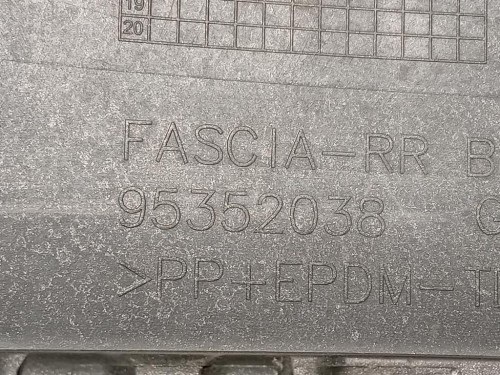 19
20
FASCIA-RR B
95352038 C
>PP+EPDM-T